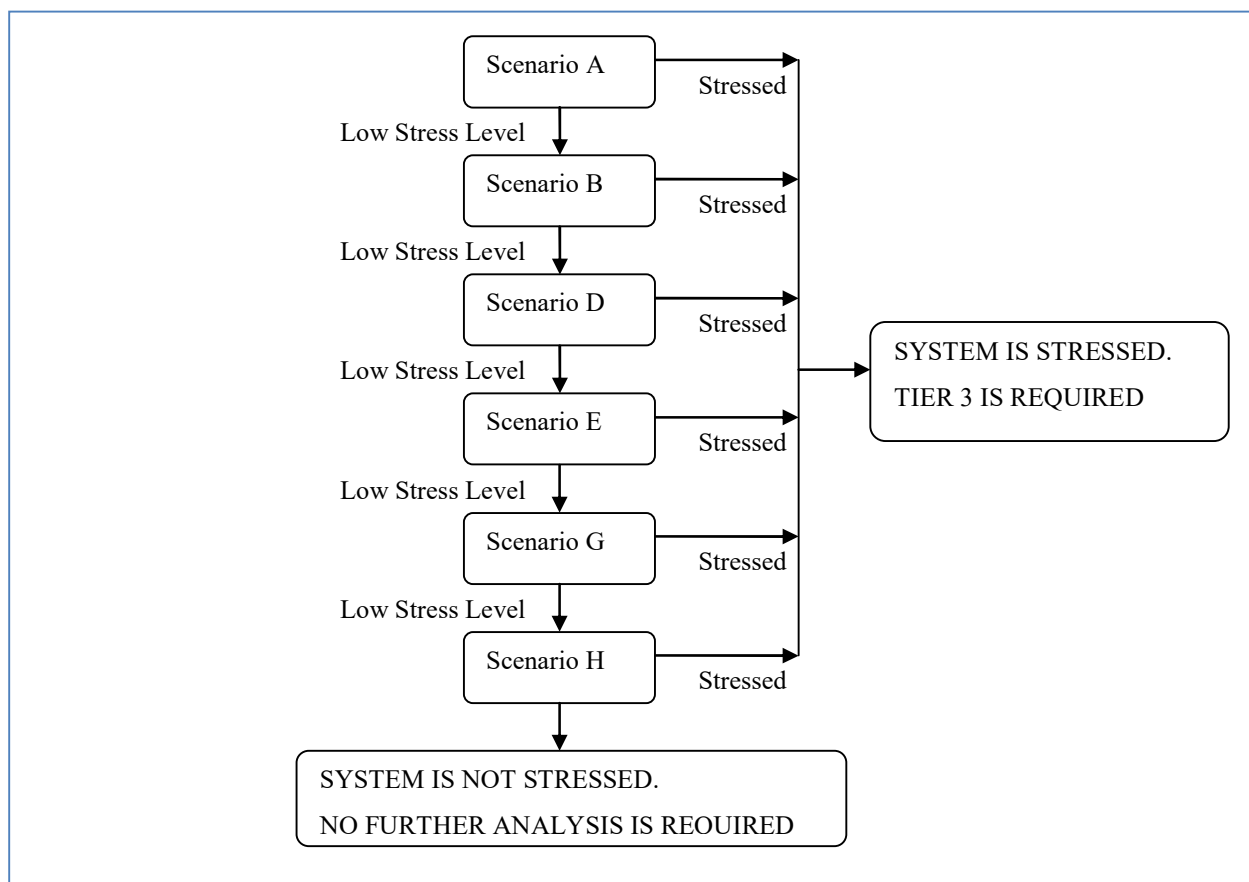 Scenario A
Stressed
Low Stress Level
Scenario B
Stressed
Low Stress Level
Scenario D
Stressed
Low Stress Level
Scenario E
Stressed
Low Stress Level
Scenario G
Stressed
Low Stress Level
Scenario H
Stressed
SYSTEM IS STRESSED.
TIER 3 IS REQUIRED
SYSTEM IS NOT STRESSED.
NO FURTHER ANALYSIS IS REQUIRED